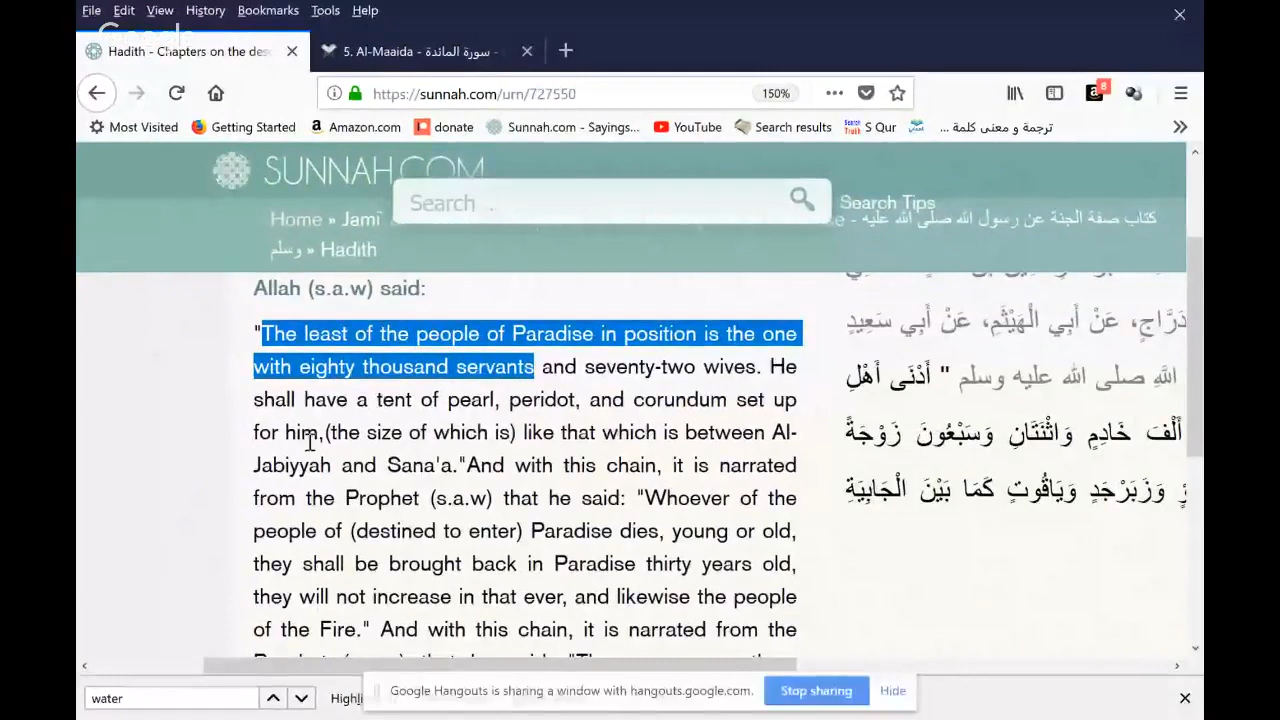 File Edit View History Bookmarks Tools Help
Google
Hadith - Chapters on the des
5. Al-Maaida - سورة المائدة -
https://sunnah.com/urn/727550
150%
8
Most Visited Getting Started Amazon.com donate Sunnah.com - Sayings... YouTube Search results S Qur ترجمة و معنى كلمة ...
SUNNAH.COM
Search .
Search Tips
Home » Jami` - كتاب صفة الجنة عن رسول الله صلى الله عليه
وسلم » Hadith
Allah (s.a.w) said:
"The least of the people of Paradise in position is the one
with eighty thousand servants and seventy-two wives. He
shall have a tent of pearl, peridot, and corundum set up
for him,(the size of which is) like that which is between Al-
Jabiyyah and Sana'a."And with this chain, it is narrated
from the Prophet (s.a.w) that he said: "Whoever of the
people of (destined to enter) Paradise dies, young or old,
they shall be brought back in Paradise thirty years old,
they will not increase in that ever, and likewise the people
of the Fire." And with this chain, it is narrated from the
دَرَّاجٍ، عَنْ أَبِي الْهَيْثَمِ، عَنْ أَبِي سَعِيدٍ
اللَّهِ صلى الله عليه وسلم " أَدْنَى أَهْلِ
أَلْفَ خَادِمٍ وَاثْنَتَانِ وَسَبْعُونَ زَوْجَةً
وَزَبَرْجَدٍ وَيَاقُوتٍ كَمَا بَيْنَ الْجَابِيَةِ
water
Highli
Google Hangouts is sharing a window with hangouts.google.com.
Stop sharing
Hide